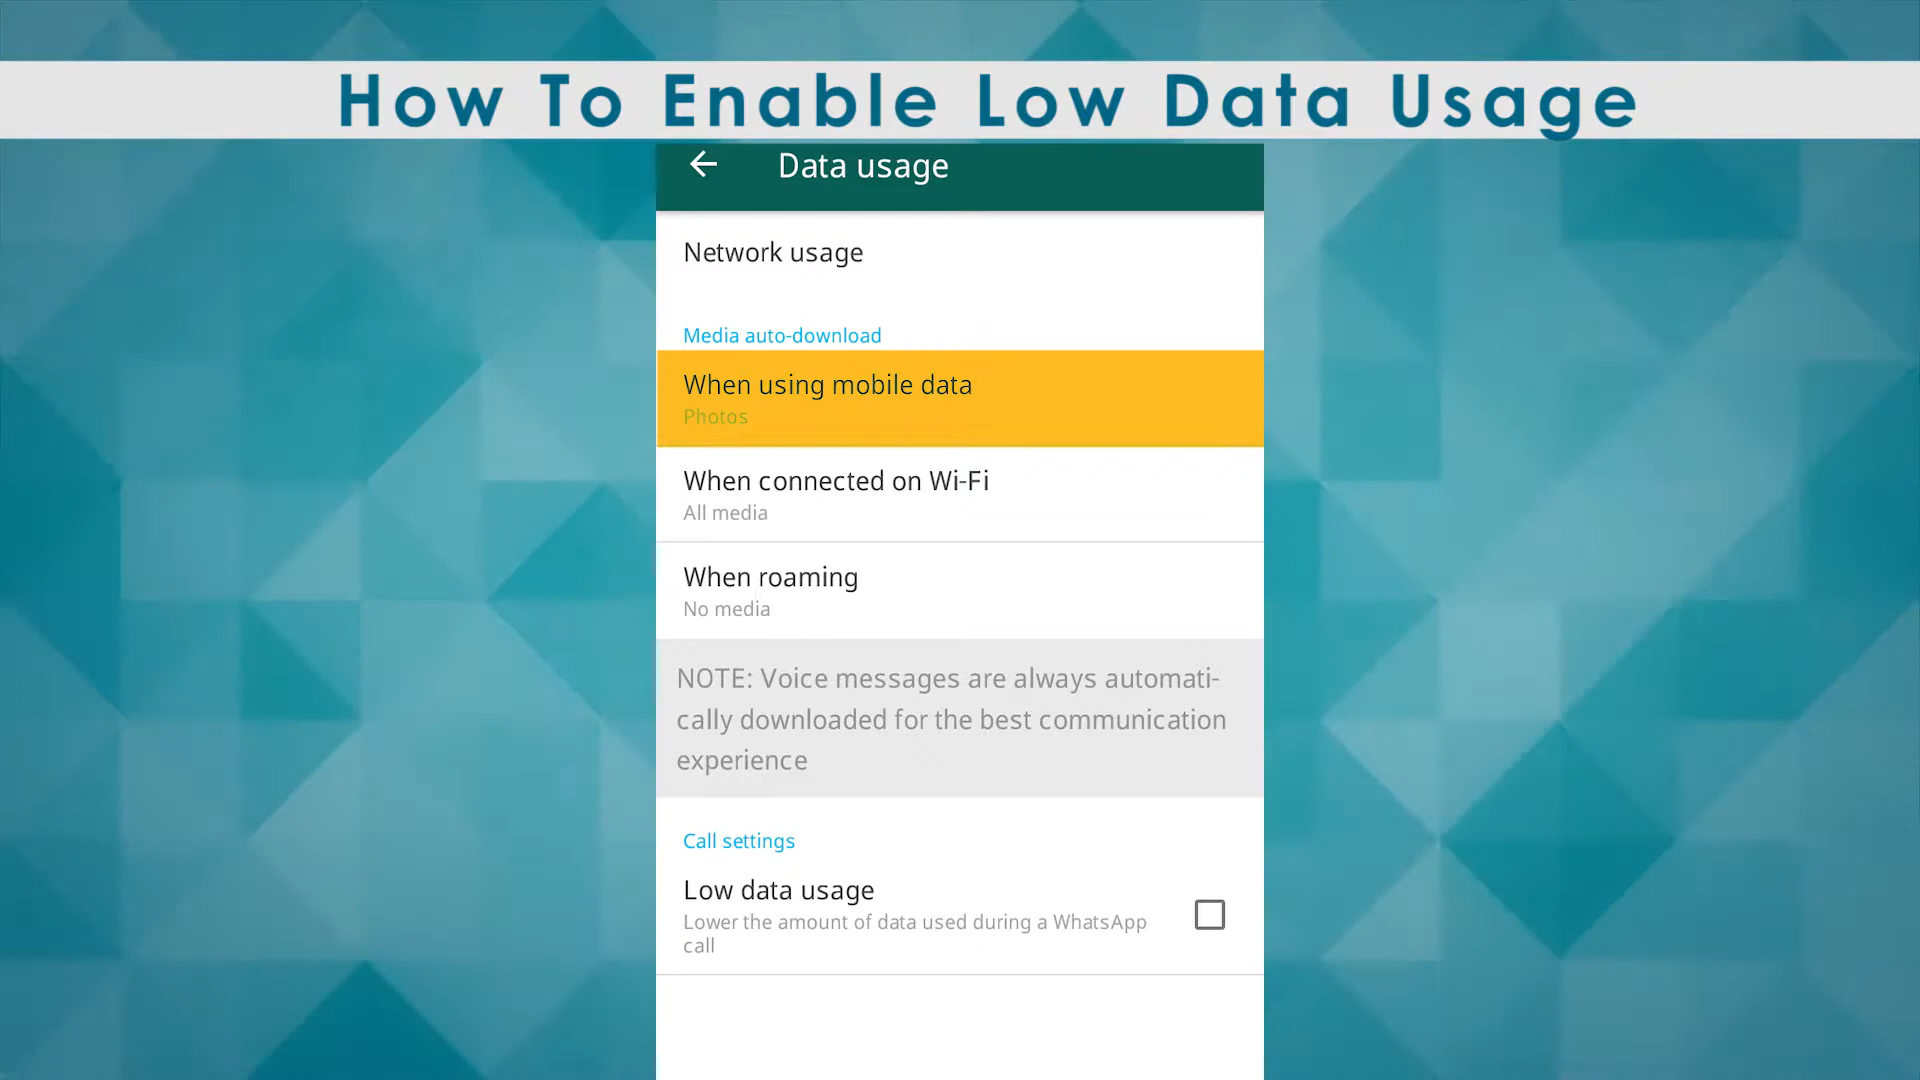 How To Enable Low Data Usage
Data usage
Network usage
Media auto-download
When using mobile data
Photos
When connected on Wi-Fi
All media
When roaming
No media
NOTE: Voice messages are always automati-
cally downloaded for the best communication
experience
Call settings
Low data usage
Lower the amount of data used during a WhatsApp
call